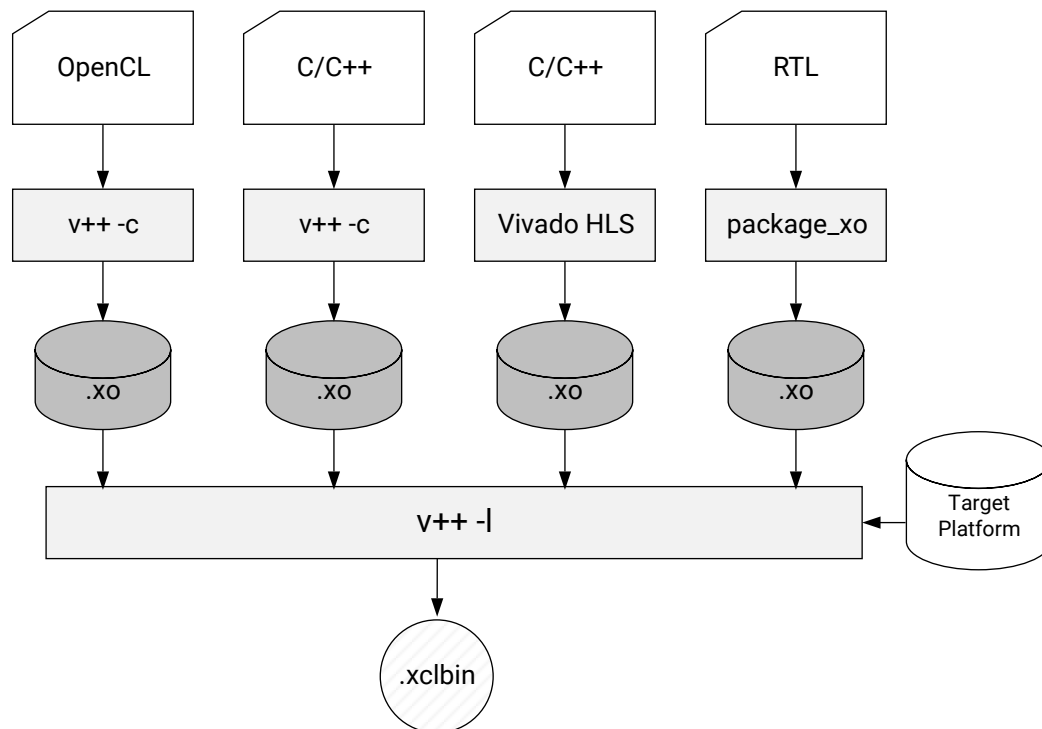 OpenCL
C/C++
C/C++
RTL
v++ -c
v++ -c
Vivado HLS
package_xo
.xo
.xo
.xo
.xo
v++ -l
Target
Platform
.xclbin